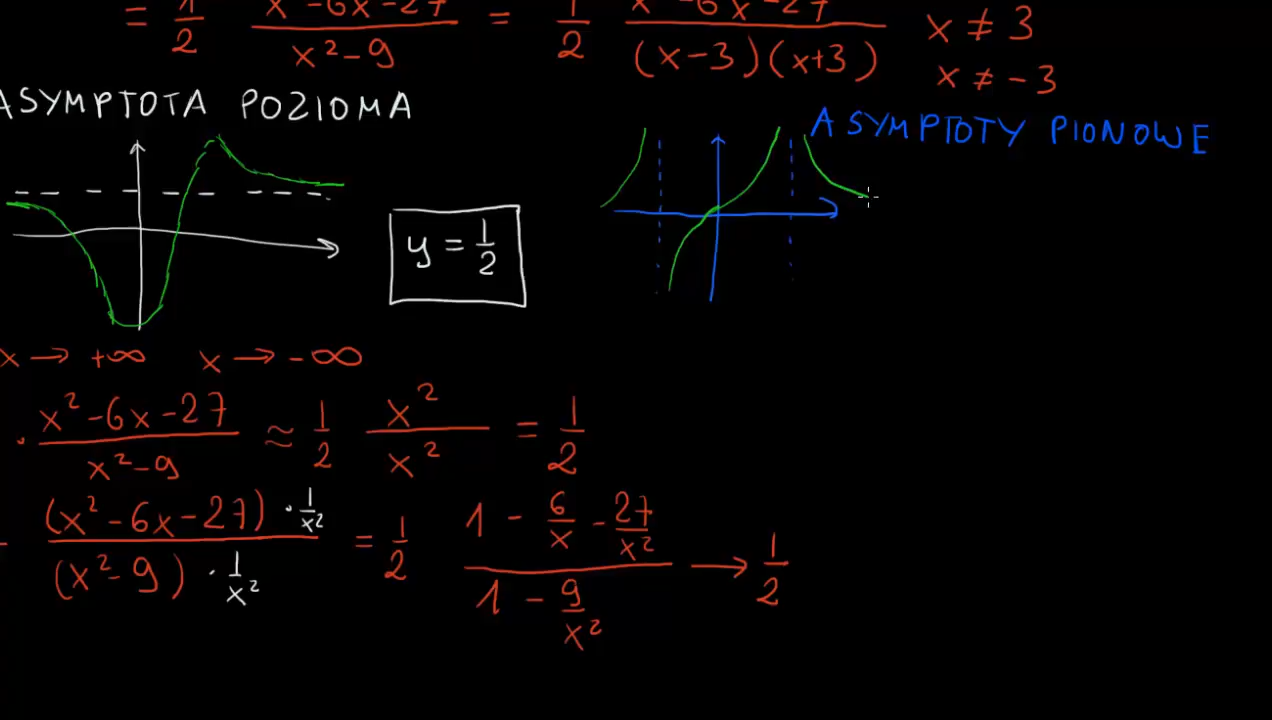 = 1/2 x²-6x-27/x²-9 = 1/2 x²-6x-27/(x-3)(x+3) x ≠ 3
x ≠ -3
ASYMPTOTA POZIOMA
ASYMPTOTY PIONOWE
y = 1/2
x → +∞ x → -∞
· x²-6x-27/x²-9 ≈ 1/2 x²/x² = 1/2
(x²-6x-27) · 1/x² / (x²-9) · 1/x² = 1/2 1 - 6/x - 27/x² / 1 - 9/x² → 1/2